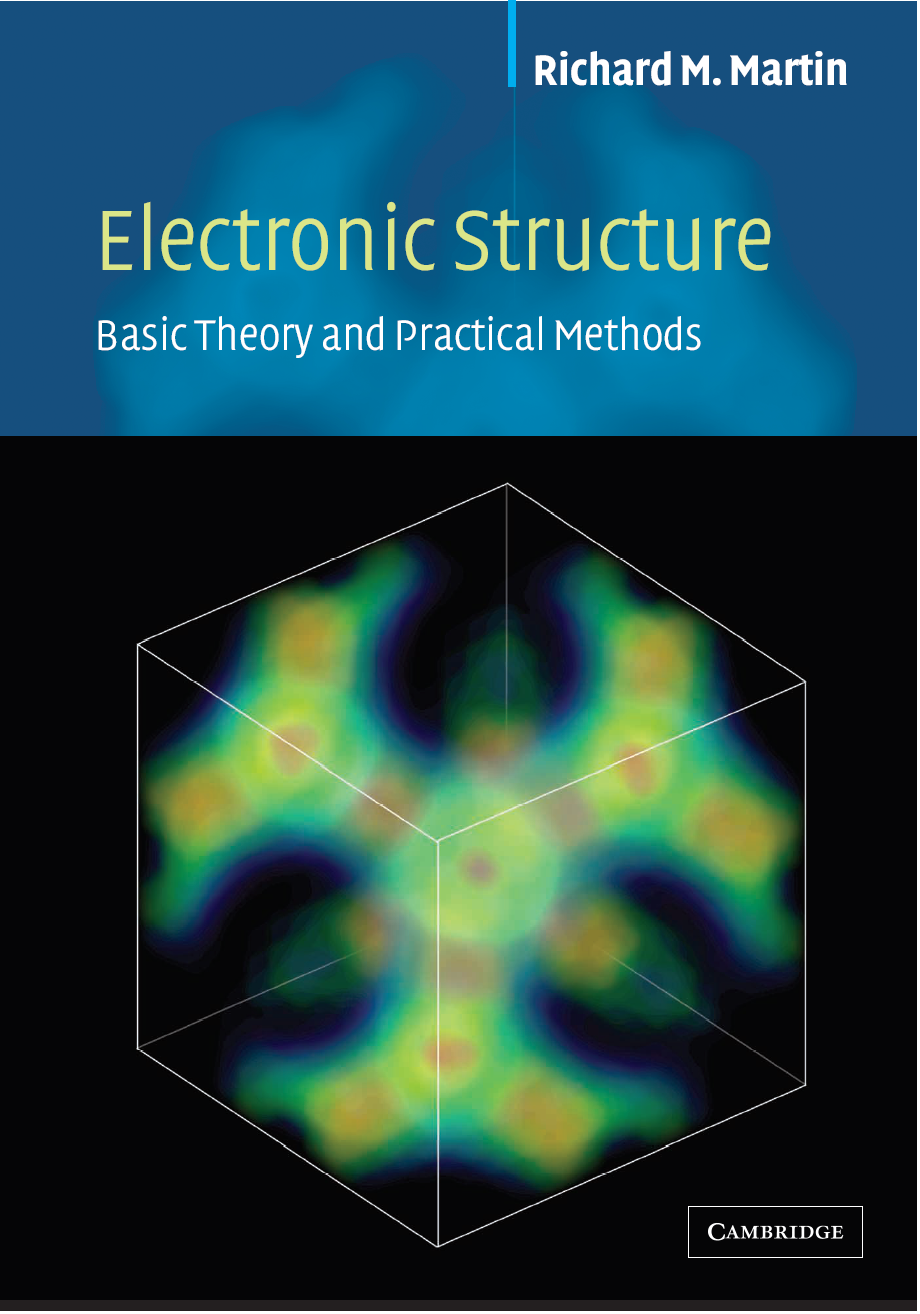 Richard M. Martin
Electronic Structure
Basic Theory and Practical Methods
CAMBRIDGE